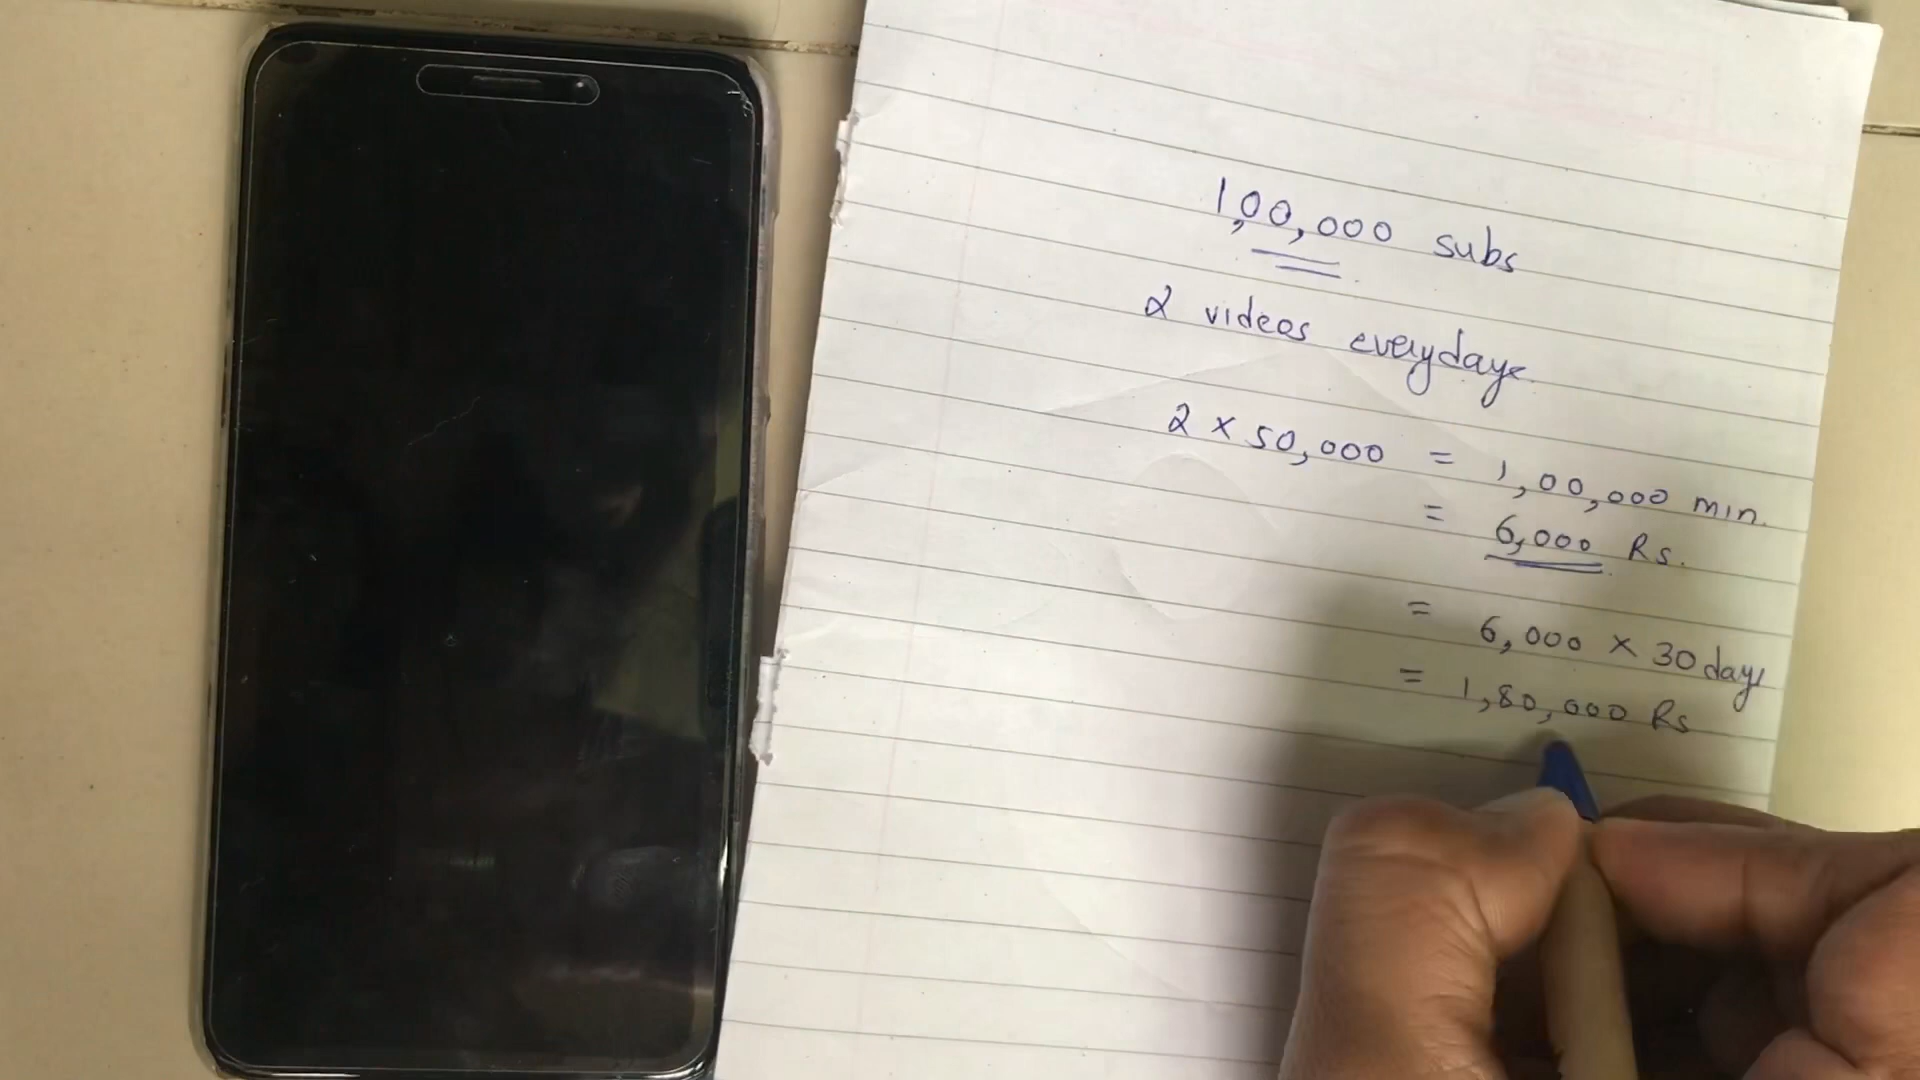 1,00,000 subs
2 videos everyday
2 × 50,000 = 1,00,000 min.
= 6,000 Rs.
= 6,000 × 30 days
= 1,80,000 Rs